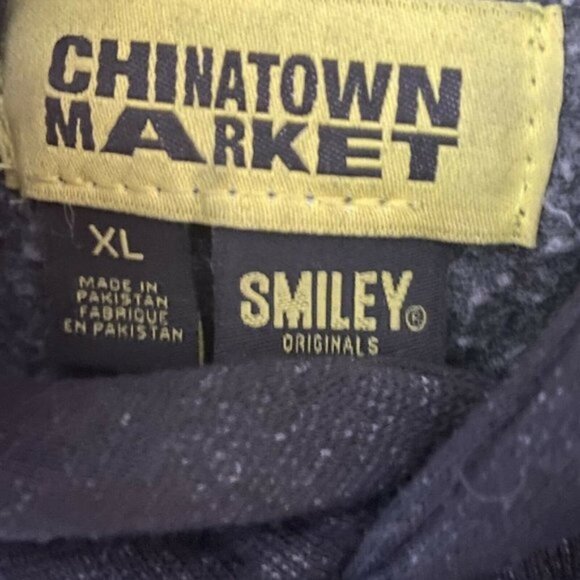 CHINATOWN
MARKET
XL
MADE IN
PAKISTAN
FABRIQUE
EN PAKISTAN
SMILEY®
ORIGINALS